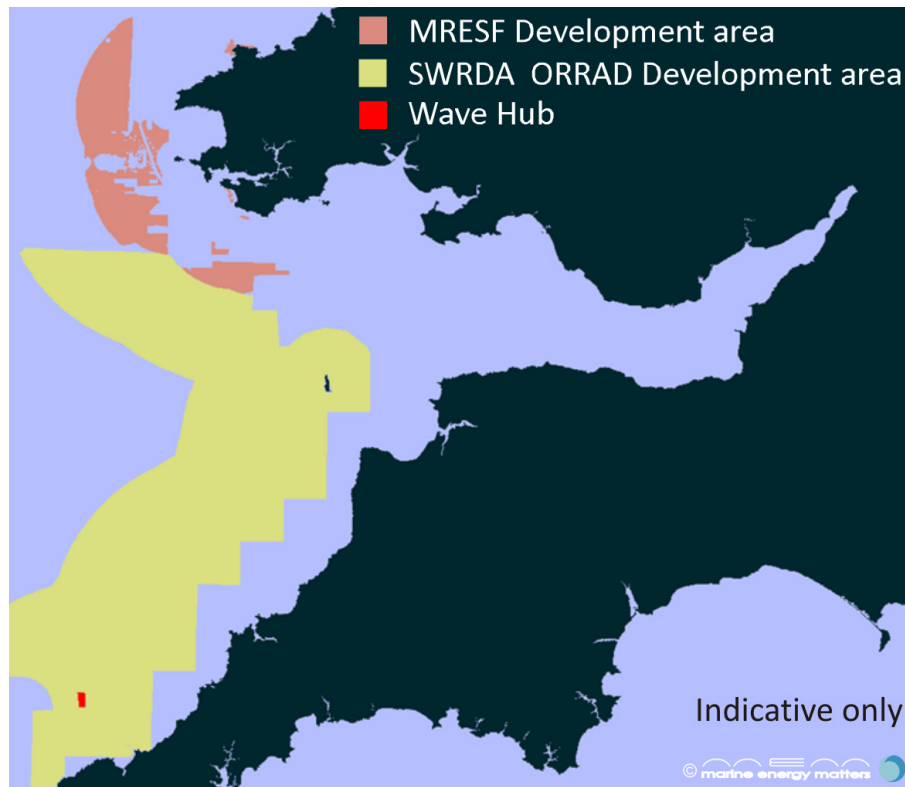 MRESF Development area
SWRDA ORRAD Development area
Wave Hub
Indicative only
© marine energy matters